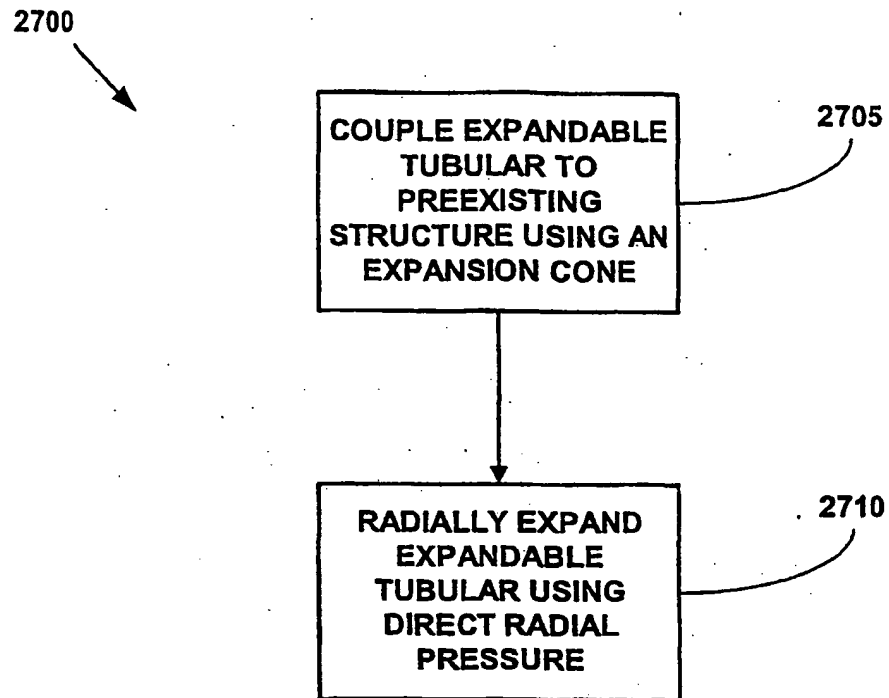 2700
2705
COUPLE EXPANDABLE
TUBULAR TO
PREEXISTING
STRUCTURE USING AN
EXPANSION CONE
2710
RADIALLY EXPAND
EXPANDABLE
TUBULAR USING
DIRECT RADIAL
PRESSURE